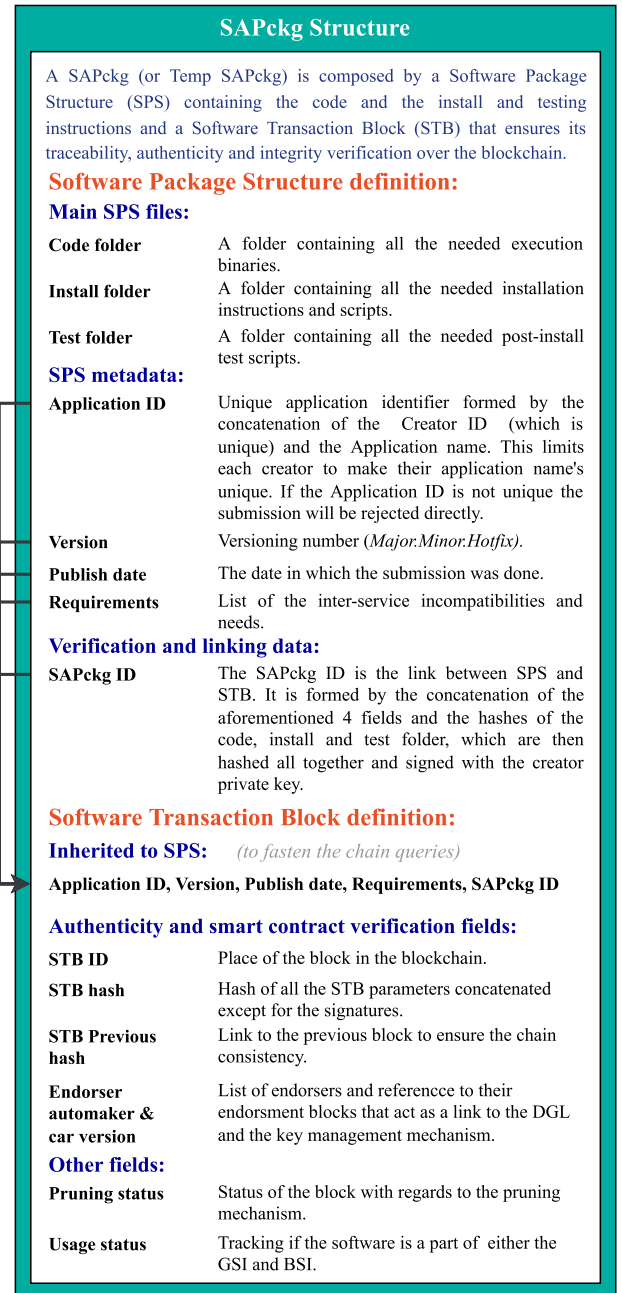 SAPckg Structure
A SAPckg (or Temp SAPckg) is composed by a Software Package
Structure (SPS) containing the code and the install and testing
instructions and a Software Transaction Block (STB) that ensures its
traceability, authenticity and integrity verification over the blockchain.
Software Package Structure definition:
Main SPS files:
Code folder
A folder containing all the needed execution
binaries.
Install folder
A folder containing all the needed installation
instructions and scripts.
Test folder
A folder containing all the needed post-install
test scripts.
SPS metadata:
Application ID
Unique application identifier formed by the
concatenation of the Creator ID (which is
unique) and the Application name. This limits
each creator to make their application name's
unique. If the Application ID is not unique the
submission will be rejected directly.
Version
Versioning number (Major.Minor.Hotfix).
Publish date
The date in which the submission was done.
Requirements
List of the inter-service incompatibilities and
needs.
Verification and linking data:
SAPckg ID
The SAPckg ID is the link between SPS and
STB. It is formed by the concatenation of the
aforementioned 4 fields and the hashes of the
code, install and test folder, which are then
hashed all together and signed with the creator
private key.
Software Transaction Block definition:
Inherited to SPS: (to fasten the chain queries)
Application ID, Version, Publish date, Requirements, SAPckg ID
Authenticity and smart contract verification fields:
STB ID
Place of the block in the blockchain.
STB hash
Hash of all the STB parameters concatenated
except for the signatures.
STB Previous
hash
Link to the previous block to ensure the chain
consistency.
Endorser
automaker &
car version
List of endorsers and referencce to their
endorsment blocks that act as a link to the DGL
and the key management mechanism.
Other fields:
Pruning status
Status of the block with regards to the pruning
mechanism.
Usage status
Tracking if the software is a part of either the
GSI and BSI.